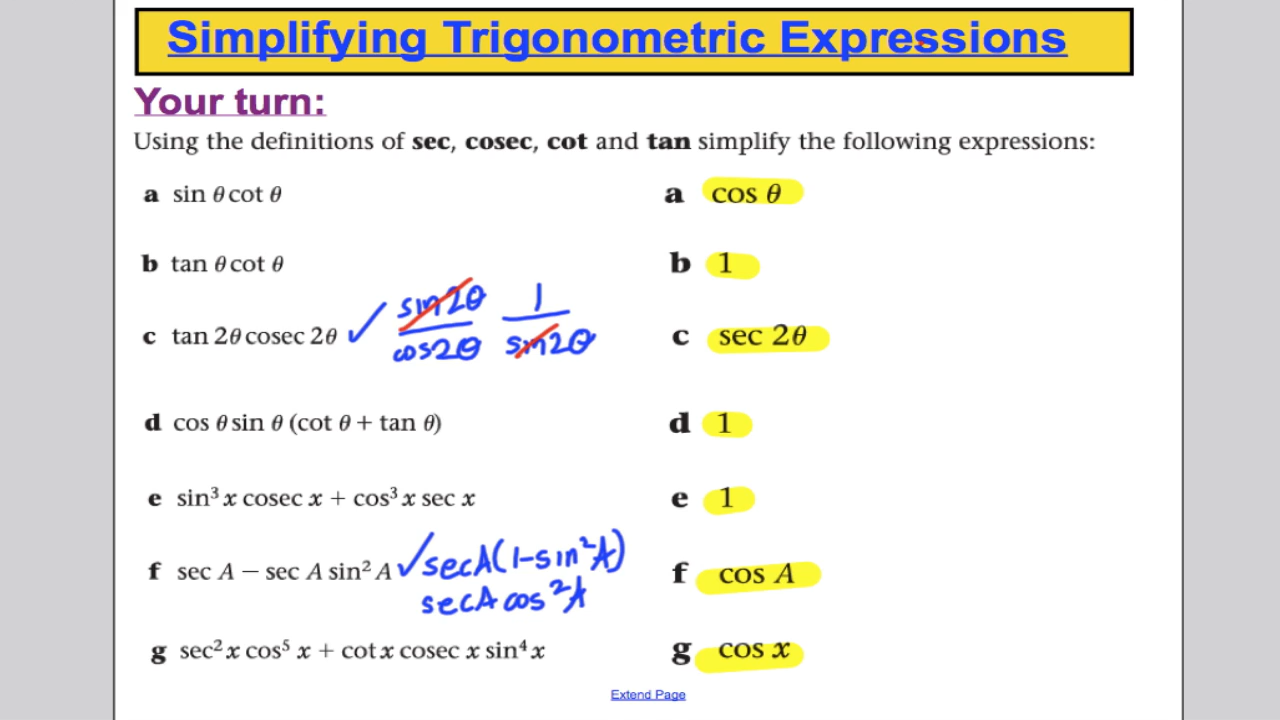 Simplifying Trigonometric Expressions
Your turn:
Using the definitions of sec, cosec, cot and tan simplify the following expressions:
a sin θ cot θ
a cos θ
b tan θ cot θ
b 1
c tan 2θ cosec 2θ ✓ sin2θ/cos2θ 1/sin2θ
c sec 2θ
d cos θ sin θ (cot θ + tan θ)
d 1
e sin³ x cosec x + cos³ x sec x
e 1
f sec A − sec A sin² A ✓ secA(1-sin²A)
secA cos²A
f cos A
g sec² x cos⁵ x + cot x cosec x sin⁴ x
g cos x
Extend Page